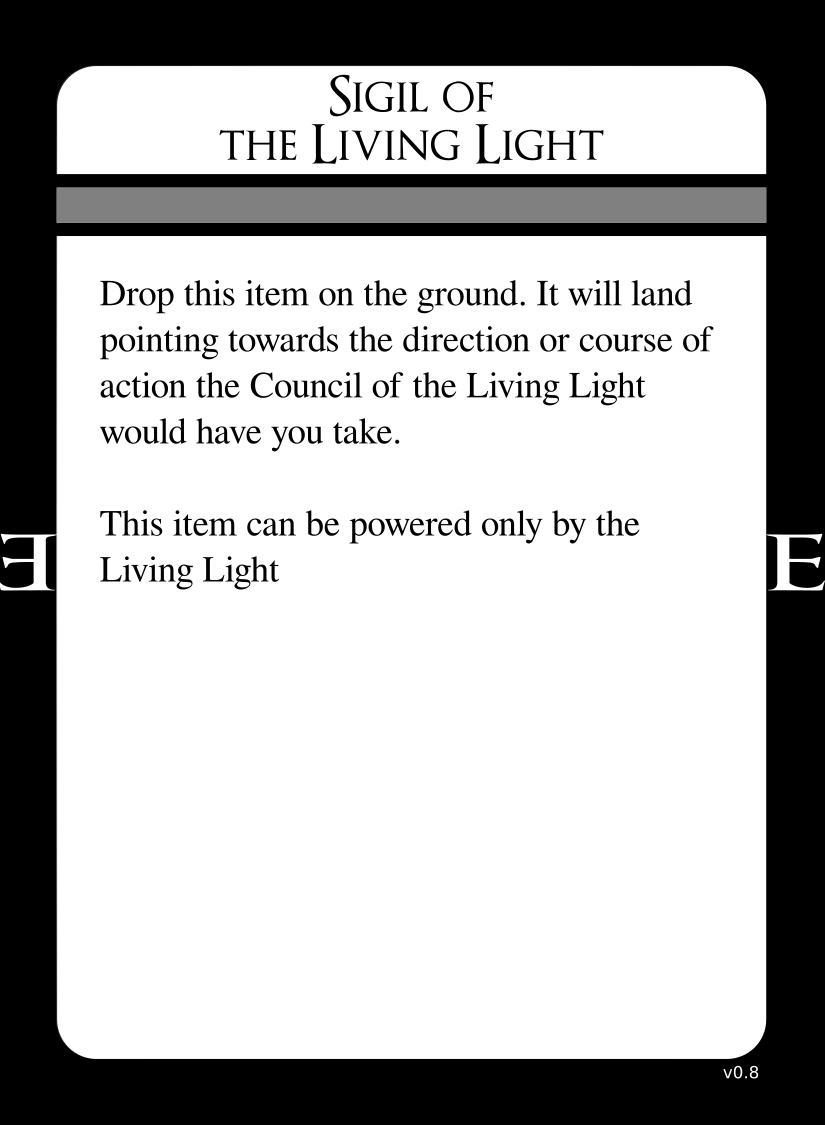 Sigil of
the Living Light
Drop this item on the ground. It will land
pointing towards the direction or course of
action the Council of the Living Light
would have you take.
This item can be powered only by the
Living Light
E E
v0.8